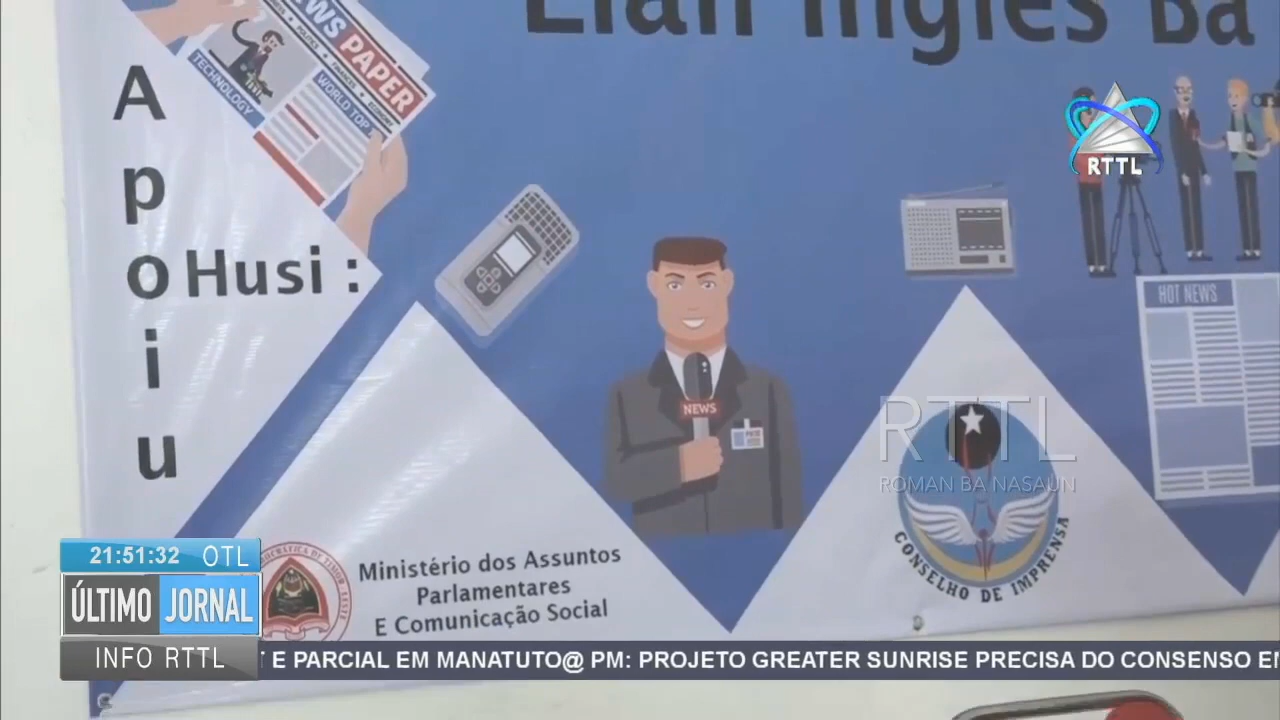 Lian Inglés Ba
NEWS PAPER
TECHNOLOGY
WORLD TOP
Apoiu
Husi :
RTTL
HOT NEWS
NEWS
RTTL
ROMAN BA NASAUN
CONSELHO DE IMPRENSA
Ministério dos Assuntos
Parlamentares
E Comunicação Social
21:51:32 OTL
ÚLTIMO JORNAL
INFO RTTL
T E PARCIAL EM MANATUTO@ PM: PROJETO GREATER SUNRISE PRECISA DO CONSENSO